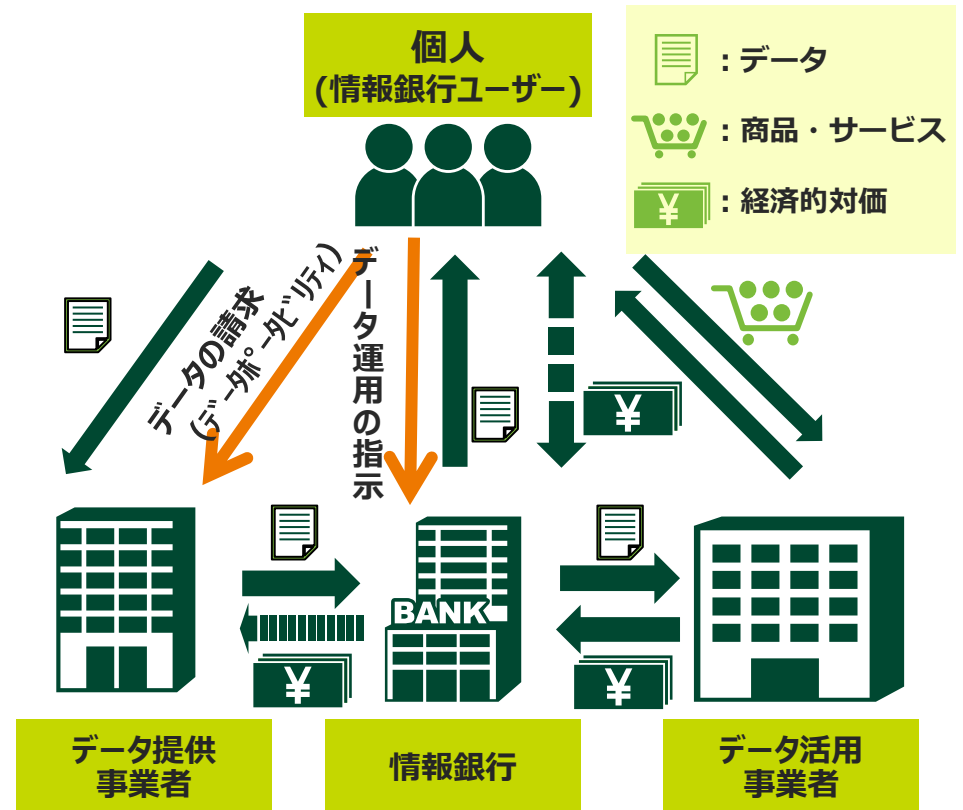 個人
(情報銀行ユーザー)
：データ
：商品・サービス
：経済的対価
¥
データの請求
(ﾃﾞｰﾀﾎﾟｰﾀﾋﾞﾘﾃｨ)
データ運用の指示
¥
BANK
¥
¥
データ提供
事業者
情報銀行
データ活用
事業者